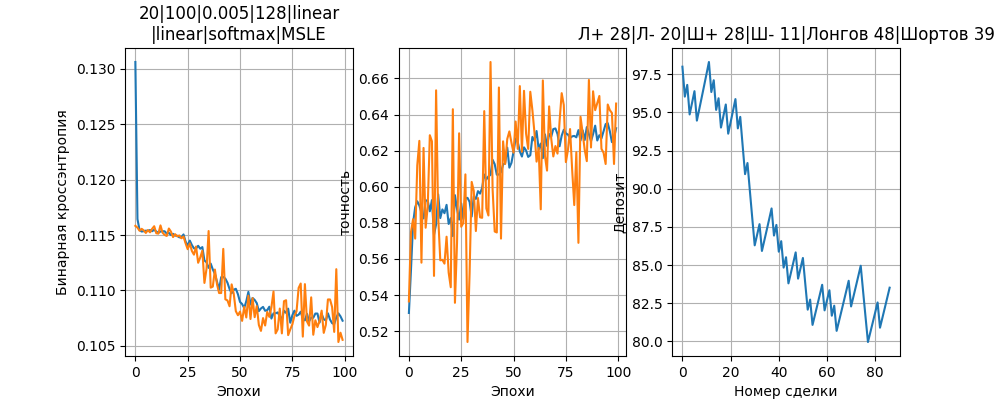 20|100|0.005|128|linear
|linear|softmax|MSLE
Л+ 28|Л- 20|Ш+ 28|Ш- 11|Лонгов 48|Шортов 39
Бинарная кроссэнтропия
0.130
0.125
0.120
0.115
0.110
0.105
0 25 50 75 100
Эпохи
точность
0.66
0.64
0.62
0.60
0.58
0.56
0.54
0.52
0 25 50 75 100
Эпохи
Депозит
97.5
95.0
92.5
90.0
87.5
85.0
82.5
80.0
0 20 40 60 80
Номер сделки